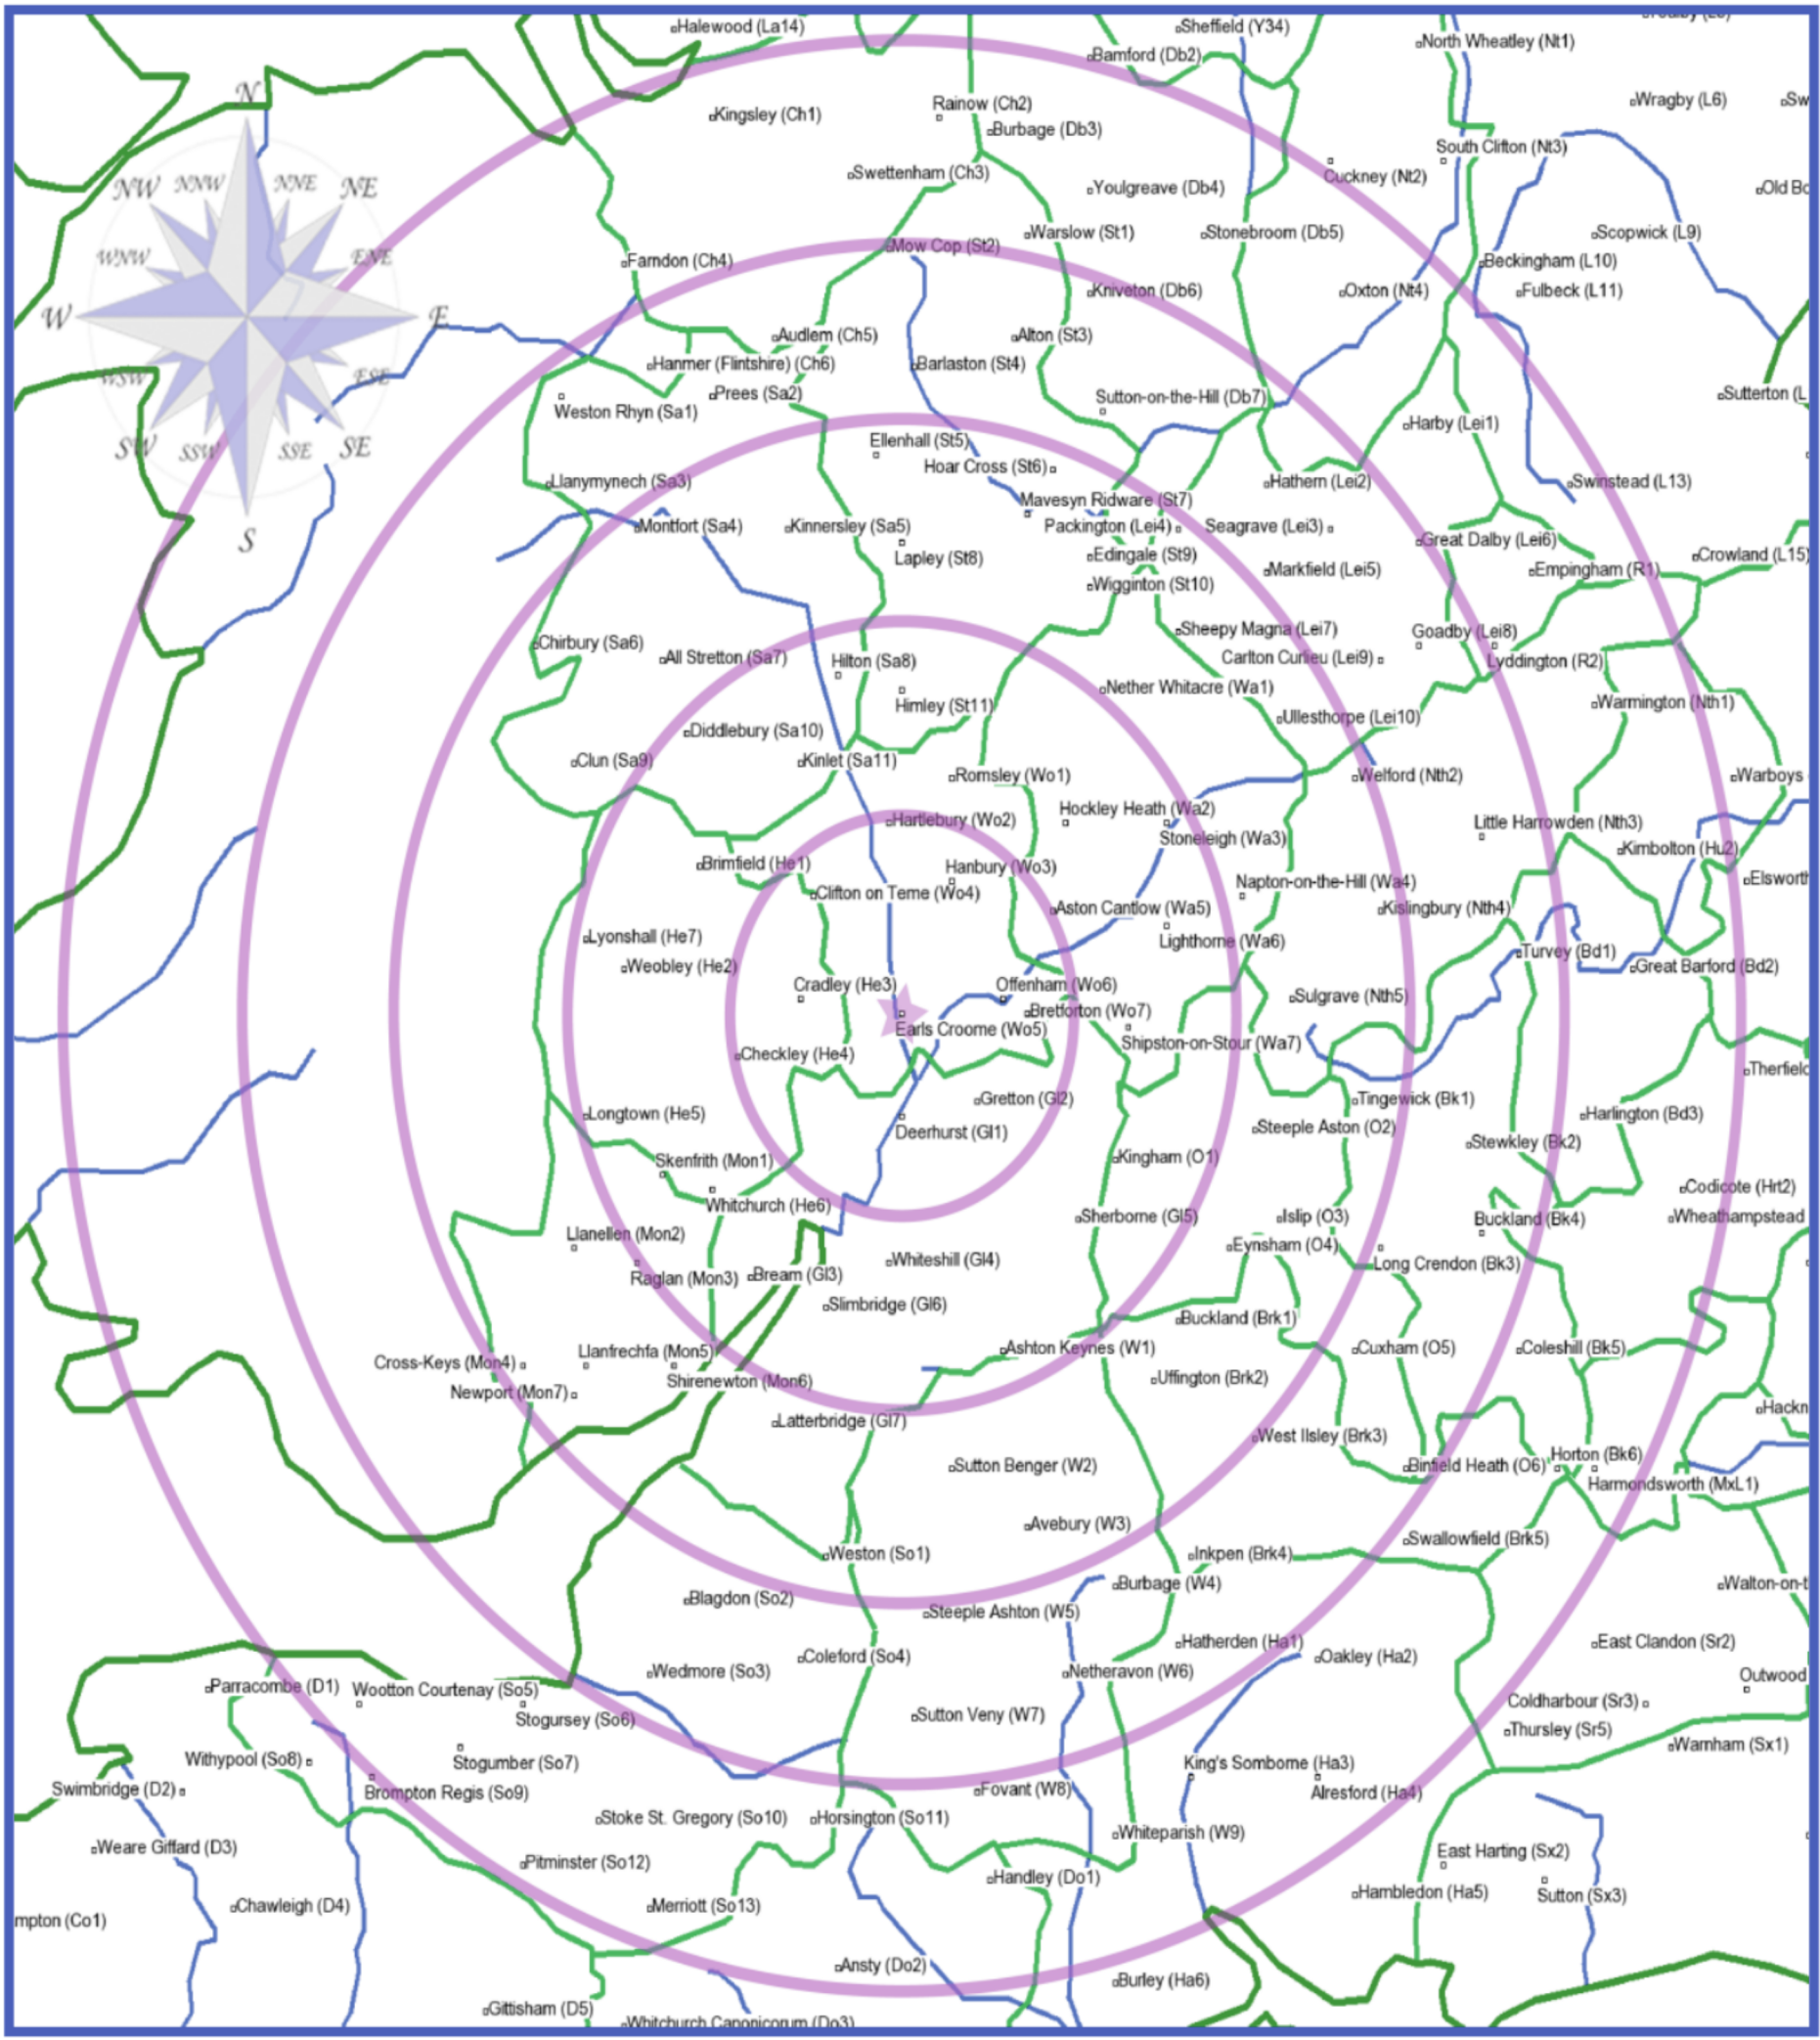 Halewood (La14)
Sheffield (Y34)
North Wheatley (Nt1)
Bamford (Db2)
N
Kingsley (Ch1)
Rainow (Ch2)
Wragby (L6)
Sw
Burbage (Db3)
South Clifton (Nt3)
Swettenham (Ch3)
Cuckney (Nt2)
NW NNW NNE NE
Youlgreave (Db4)
Old Bo
Warslow (St1)
Stonebroom (Db5)
Scopwick (L9)
Mow Cop (St2)
WNW ENE
Farndon (Ch4)
Beckingham (L10)
Kniveton (Db6)
Oxton (Nt4)
Fulbeck (L11)
W E
Audlem (Ch5)
Alton (St3)
Hanmer (Flintshire) (Ch6)
Barlaston (St4)
WSW ESE
Prees (Sa2)
Sutton-on-the-Hill (Db7)
Sutterton (L
Weston Rhyn (Sa1)
Harby (Lei1)
SW SSW SSE SE
Ellenhall (St5)
Hoar Cross (St6)
Llanymynech (Sa3)
Hathern (Lei2)
Swinstead (L13)
Mavesyn Ridware (St7)
Montfort (Sa4)
Kinnersley (Sa5)
Packington (Lei4)
Seagrave (Lei3)
S
Great Dalby (Lei6)
Lapley (St8)
Edingale (St9)
Crowland (L15)
Markfield (Lei5)
Empingham (R1)
Wigginton (St10)
Sheepy Magna (Lei7)
Goadby (Lei8)
Chirbury (Sa6)
All Stretton (Sa7)
Hilton (Sa8)
Carlton Curlieu (Lei9)
Lyddington (R2)
Nether Whitacre (Wa1)
Himley (St11)
Warmington (Nth1)
Ullesthorpe (Lei10)
Diddlebury (Sa10)
Clun (Sa9)
Kinlet (Sa11)
Romsley (Wo1)
Welford (Nth2)
Warboys
Hockley Heath (Wa2)
Hartlebury (Wo2)
Little Harrowden (Nth3)
Stoneleigh (Wa3)
Kimbolton (Hu2)
Brimfield (He1)
Hanbury (Wo3)
Elsworth
Napton-on-the-Hill (Wa4)
Clifton on Teme (Wo4)
Aston Cantlow (Wa5)
Kislingbury (Nth4)
Lyonshall (He7)
Lighthorne (Wa6)
Turvey (Bd1)
Weobley (He2)
Great Barford (Bd2)
Cradley (He3)
Offenham (Wo6)
Sulgrave (Nth5)
Bretforton (Wo7)
Earls Croome (Wo5)
Shipston-on-Stour (Wa7)
Checkley (He4)
Therfield
Gretton (Gl2)
Tingewick (Bk1)
Longtown (He5)
Harlington (Bd3)
Deerhurst (Gl1)
Steeple Aston (O2)
Stewkley (Bk2)
Skenfrith (Mon1)
Kingham (O1)
Codicote (Hrt2)
Whitchurch (He6)
Sherborne (Gl5)
Islip (O3)
Buckland (Bk4)
Wheathampstead
Llanellen (Mon2)
Eynsham (O4)
Whiteshill (Gl4)
Long Crendon (Bk3)
Raglan (Mon3)
Bream (Gl3)
Slimbridge (Gl6)
Buckland (Brk1)
Llanfrechfa (Mon5)
Ashton Keynes (W1)
Cuxham (O5)
Coleshill (Bk5)
Cross-Keys (Mon4)
Shirenewton (Mon6)
Uffington (Brk2)
Newport (Mon7)
Hackn
Latterbridge (Gl7)
West Ilsley (Brk3)
Horton (Bk6)
Sutton Benger (W2)
Binfield Heath (O6)
Harmondsworth (MxL1)
Avebury (W3)
Swallowfield (Brk5)
Weston (So1)
Inkpen (Brk4)
Burbage (W4)
Walton-on-t
Blagdon (So2)
Steeple Ashton (W5)
Hatherden (Ha1)
East Clandon (Sr2)
Coleford (So4)
Oakley (Ha2)
Wedmore (So3)
Netheravon (W6)
Outwood
Parracombe (D1)
Wootton Courtenay (So5)
Coldharbour (Sr3)
Stogursey (So6)
Sutton Veny (W7)
Thursley (Sr5)
Warnham (Sx1)
Withypool (So8)
Stogumber (So7)
King's Somborne (Ha3)
Swimbridge (D2)
Brompton Regis (So9)
Fovant (W8)
Alresford (Ha4)
Stoke St. Gregory (So10)
Horsington (So11)
Whiteparish (W9)
Weare Giffard (D3)
East Harting (Sx2)
Pitminster (So12)
Handley (Do1)
Hambledon (Ha5)
Sutton (Sx3)
Chawleigh (D4)
Merriott (So13)
mpton (Co1)
Ansty (Do2)
Burley (Ha6)
Gittisham (D5)
Whitchurch Canonicorum (Do3)